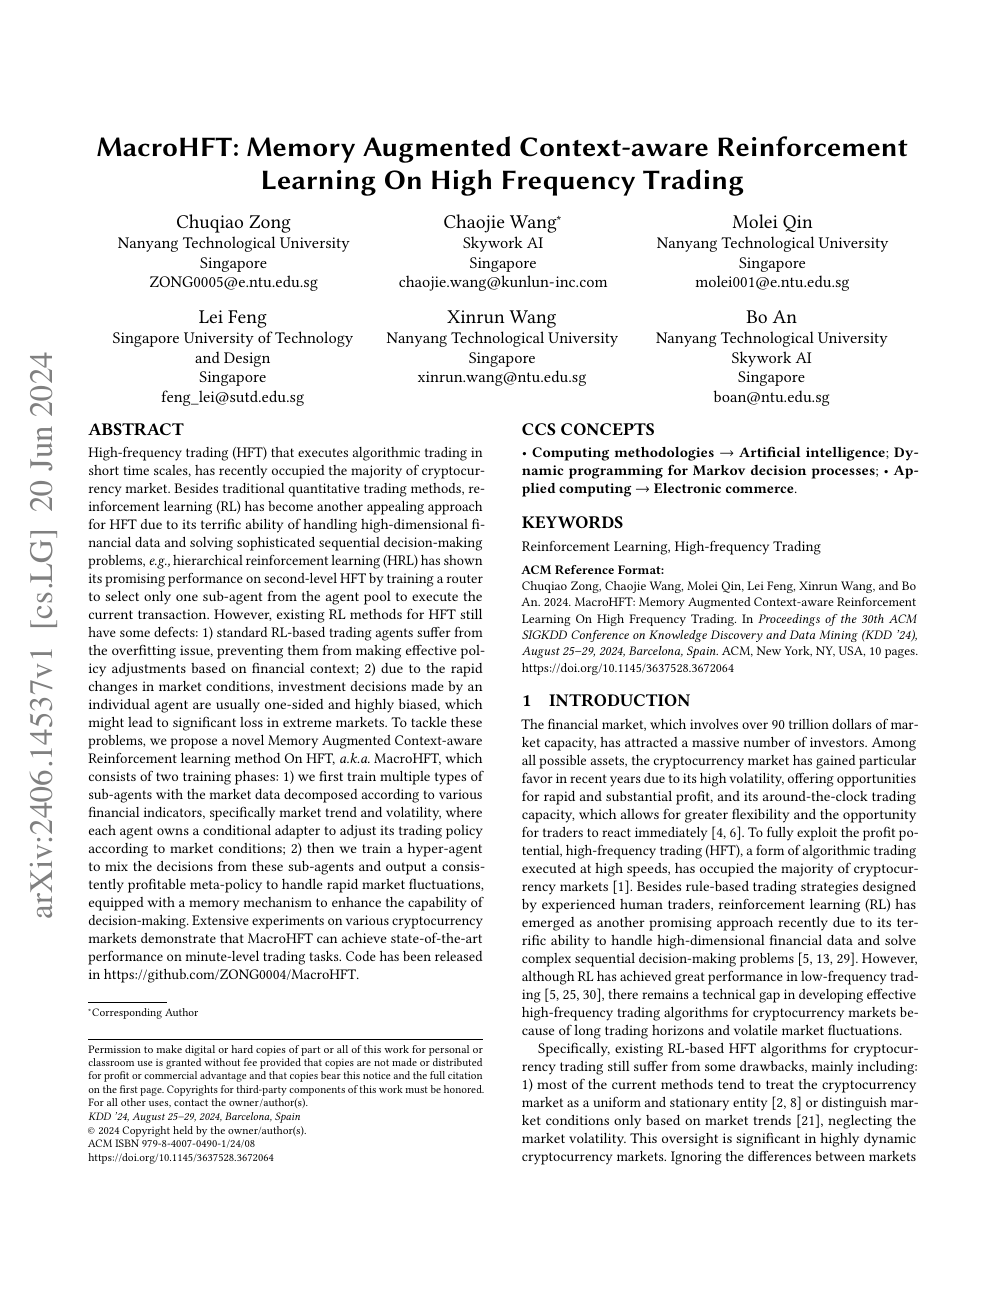 arXiv:2406.14537v1 [cs.LG] 20 Jun 2024
MacroHFT: Memory Augmented Context-aware Reinforcement
Learning On High Frequency Trading
Chuqiao Zong
Nanyang Technological University
Singapore
ZONG0005@e.ntu.edu.sg
Chaojie Wang*
Skywork AI
Singapore
chaojie.wang@kunlun-inc.com
Molei Qin
Nanyang Technological University
Singapore
molei001@e.ntu.edu.sg
Lei Feng
Singapore University of Technology
and Design
Singapore
feng_lei@sutd.edu.sg
Xinrun Wang
Nanyang Technological University
Singapore
xinrun.wang@ntu.edu.sg
Bo An
Nanyang Technological University
Skywork AI
Singapore
boan@ntu.edu.sg
ABSTRACT
High-frequency trading (HFT) that executes algorithmic trading in
short time scales, has recently occupied the majority of cryptocur-
rency market. Besides traditional quantitative trading methods, re-
inforcement learning (RL) has become another appealing approach
for HFT due to its terrific ability of handling high-dimensional fi-
nancial data and solving sophisticated sequential decision-making
problems, e.g., hierarchical reinforcement learning (HRL) has shown
its promising performance on second-level HFT by training a router
to select only one sub-agent from the agent pool to execute the
current transaction. However, existing RL methods for HFT still
have some defects: 1) standard RL-based trading agents suffer from
the overfitting issue, preventing them from making effective pol-
icy adjustments based on financial context; 2) due to the rapid
changes in market conditions, investment decisions made by an
individual agent are usually one-sided and highly biased, which
might lead to significant loss in extreme markets. To tackle these
problems, we propose a novel Memory Augmented Context-aware
Reinforcement learning method On HFT, a.k.a. MacroHFT, which
consists of two training phases: 1) we first train multiple types of
sub-agents with the market data decomposed according to various
financial indicators, specifically market trend and volatility, where
each agent owns a conditional adapter to adjust its trading policy
according to market conditions; 2) then we train a hyper-agent
to mix the decisions from these sub-agents and output a consis-
tently profitable meta-policy to handle rapid market fluctuations,
equipped with a memory mechanism to enhance the capability of
decision-making. Extensive experiments on various cryptocurrency
markets demonstrate that MacroHFT can achieve state-of-the-art
performance on minute-level trading tasks. Code has been released
in https://github.com/ZONG0004/MacroHFT.
*Corresponding Author
Permission to make digital or hard copies of part or all of this work for personal or
classroom use is granted without fee provided that copies are not made or distributed
for profit or commercial advantage and that copies bear this notice and the full citation
on the first page. Copyrights for third-party components of this work must be honored.
For all other uses, contact the owner/author(s).
KDD '24, August 25–29, 2024, Barcelona, Spain
© 2024 Copyright held by the owner/author(s).
ACM ISBN 979-8-4007-0490-1/24/08
https://doi.org/10.1145/3637528.3672064
CCS CONCEPTS
• Computing methodologies → Artificial intelligence; Dy-
namic programming for Markov decision processes; • Ap-
plied computing → Electronic commerce.
KEYWORDS
Reinforcement Learning, High-frequency Trading
ACM Reference Format:
Chuqiao Zong, Chaojie Wang, Molei Qin, Lei Feng, Xinrun Wang, and Bo
An. 2024. MacroHFT: Memory Augmented Context-aware Reinforcement
Learning On High Frequency Trading. In Proceedings of the 30th ACM
SIGKDD Conference on Knowledge Discovery and Data Mining (KDD '24),
August 25–29, 2024, Barcelona, Spain. ACM, New York, NY, USA, 10 pages.
https://doi.org/10.1145/3637528.3672064
1 INTRODUCTION
The financial market, which involves over 90 trillion dollars of mar-
ket capacity, has attracted a massive number of investors. Among
all possible assets, the cryptocurrency market has gained particular
favor in recent years due to its high volatility, offering opportunities
for rapid and substantial profit, and its around-the-clock trading
capacity, which allows for greater flexibility and the opportunity
for traders to react immediately [4, 6]. To fully exploit the profit po-
tential, high-frequency trading (HFT), a form of algorithmic trading
executed at high speeds, has occupied the majority of cryptocur-
rency markets [1]. Besides rule-based trading strategies designed
by experienced human traders, reinforcement learning (RL) has
emerged as another promising approach recently due to its ter-
rific ability to handle high-dimensional financial data and solve
complex sequential decision-making problems [5, 13, 29]. However,
although RL has achieved great performance in low-frequency trad-
ing [5, 25, 30], there remains a technical gap in developing effective
high-frequency trading algorithms for cryptocurrency markets be-
cause of long trading horizons and volatile market fluctuations.
Specifically, existing RL-based HFT algorithms for cryptocur-
rency trading still suffer from some drawbacks, mainly including:
1) most of the current methods tend to treat the cryptocurrency
market as a uniform and stationary entity [2, 8] or distinguish mar-
ket conditions only based on market trends [21], neglecting the
market volatility. This oversight is significant in highly dynamic
cryptocurrency markets. Ignoring the differences between markets